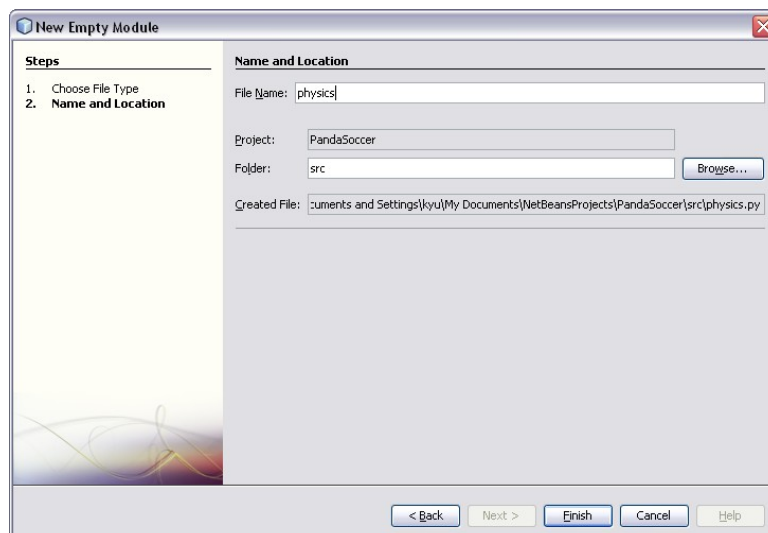 New Empty Module
Steps
1. Choose File Type
2. Name and Location
Name and Location
File Name: physics
Project: PandaSoccer
Folder: src Browse...
Created File: :uments and Settings\kyu\My Documents\NetBeansProjects\PandaSoccer\src\physics.py
< Back Next > Finish Cancel Help